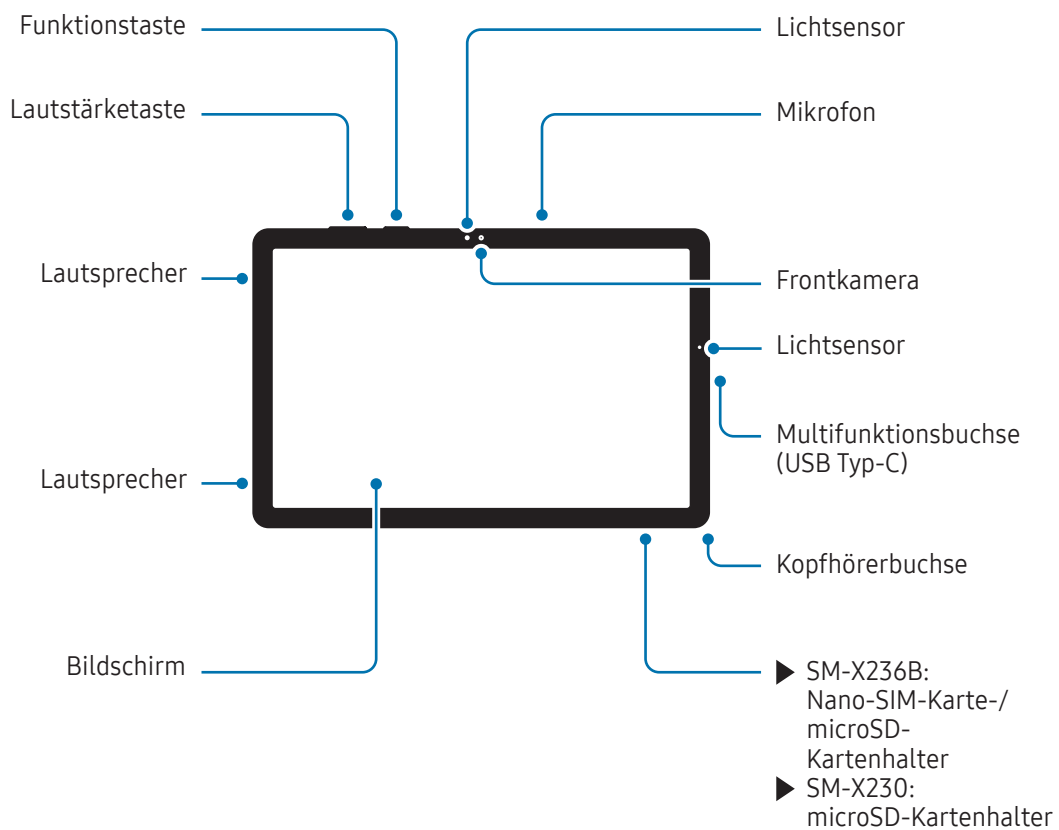 Funktionstaste
Lautstärketaste
Lautsprecher
Lautsprecher
Bildschirm
Lichtsensor
Mikrofon
Frontkamera
Lichtsensor
Multifunktionsbuchse
(USB Typ-C)
Kopfhörerbuchse
▶ SM-X236B:
Nano-SIM-Karte-/
microSD-
Kartenhalter
▶ SM-X230:
microSD-Kartenhalter